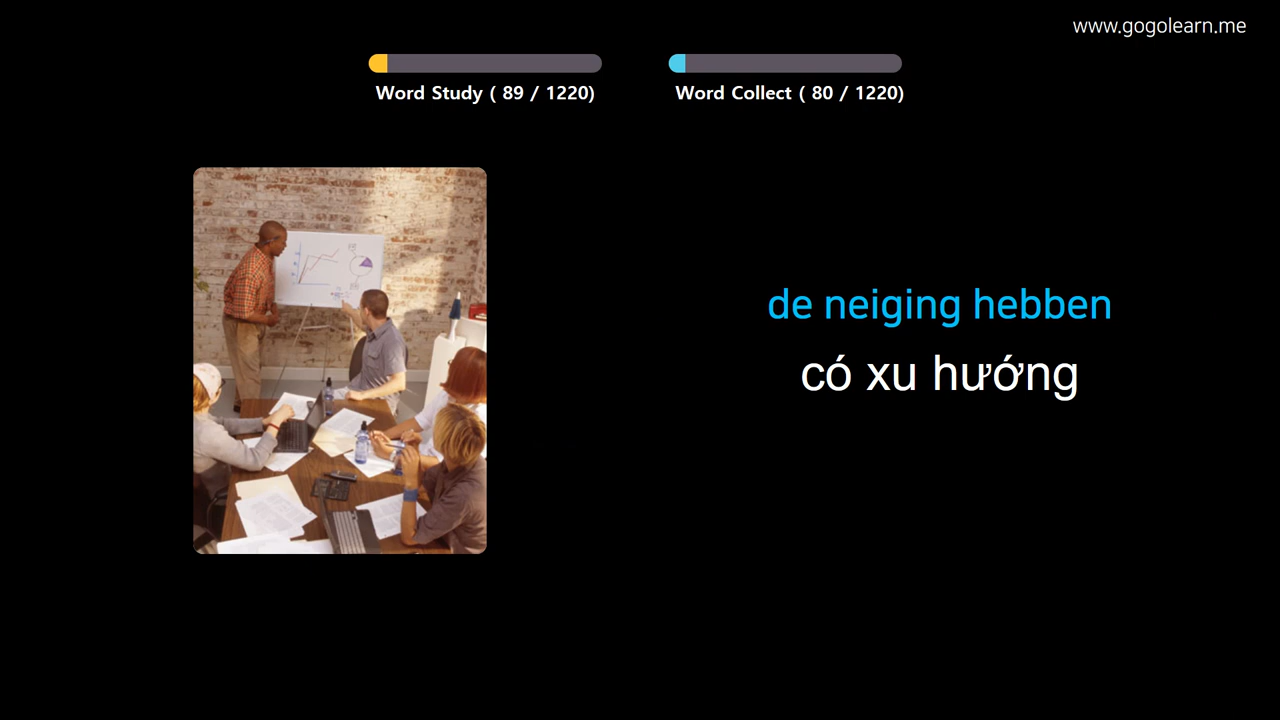 www.gogolearn.me
Word Study ( 89 / 1220)
Word Collect ( 80 / 1220)
de neiging hebben
có xu hướng